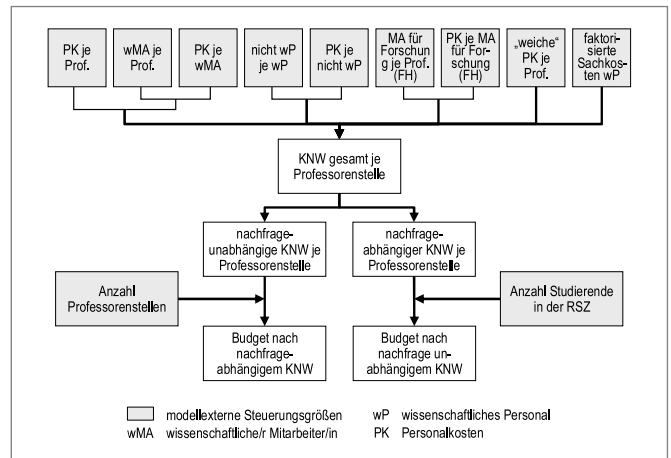 PK je
Prof.
wMA je
Prof.
PK je
wMA
nicht wP
je wP
PK je
nicht wP
MA für
Forschun
g je Prof.
(FH)
PK je MA
für For-
schung
(FH)
„weiche"
PK je
Prof.
faktori-
sierte
Sachkos-
ten wP
KNW gesamt je
Professorenstelle
nachfrage-
unabhängige KNW je
Professorenstelle
nachfrage-
abhängiger KNW je
Professorenstelle
Anzahl
Professorenstellen
Anzahl Studierende
in der RSZ
Budget nach
nachfrage-
abhängigem KNW
Budget nach
nachfrage un-
abhängigem KNW
modellexterne Steuerungsgrößen
wP wissenschaftliches Personal
wMA wissenschaftliche/r Mitarbeiter/in
PK Personalkosten